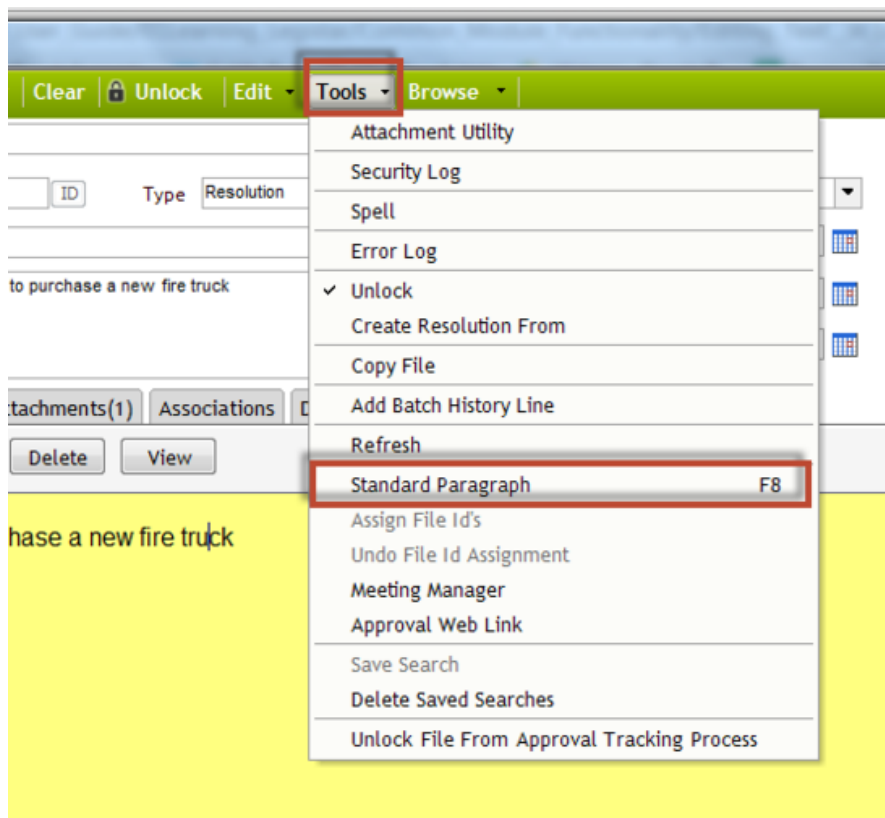 Clear Unlock Edit Tools Browse
Attachment Utility
Security Log
ID Type Resolution
Spell
Error Log
to purchase a new fire truck
Unlock
Create Resolution From
Copy File
ttachments(1) Associations
Add Batch History Line
Refresh
Delete View
Standard Paragraph F8
Assign File Id's
hase a new fire truck
Undo File Id Assignment
Meeting Manager
Approval Web Link
Save Search
Delete Saved Searches
Unlock File From Approval Tracking Process